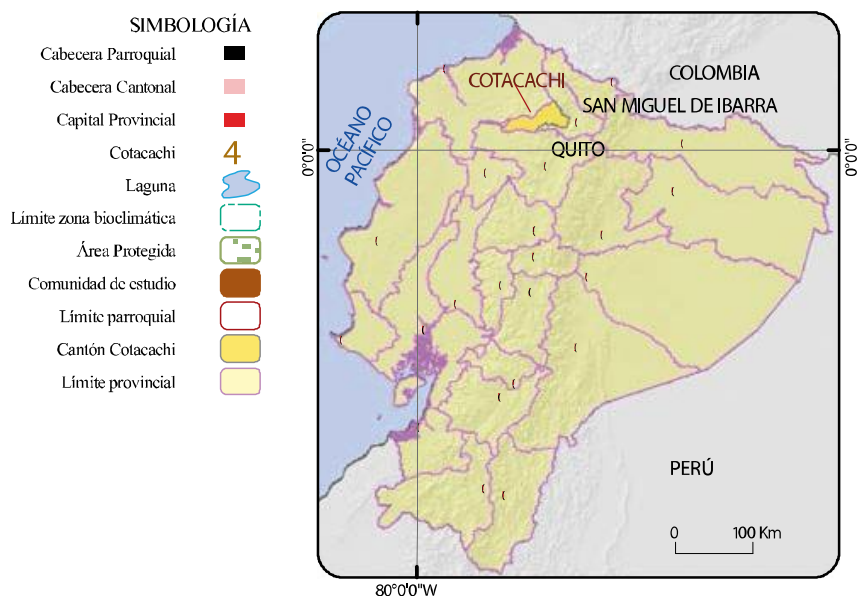 SIMBOLOGÍA
Cabecera Parroquial
Cabecera Cantonal
Capital Provincial
Cotacachi 4
Laguna
Límite zona bioclimática
Área Protegida
Comunidad de estudio
Límite parroquial
Cantón Cotacachi
Límite provincial
COLOMBIA
COTACACHI
SAN MIGUEL DE IBARRA
OCÉANO
PACÍFICO
QUITO
0°0'0"
0°0'0"
PERÚ
0 100 Km
80°0'0"W